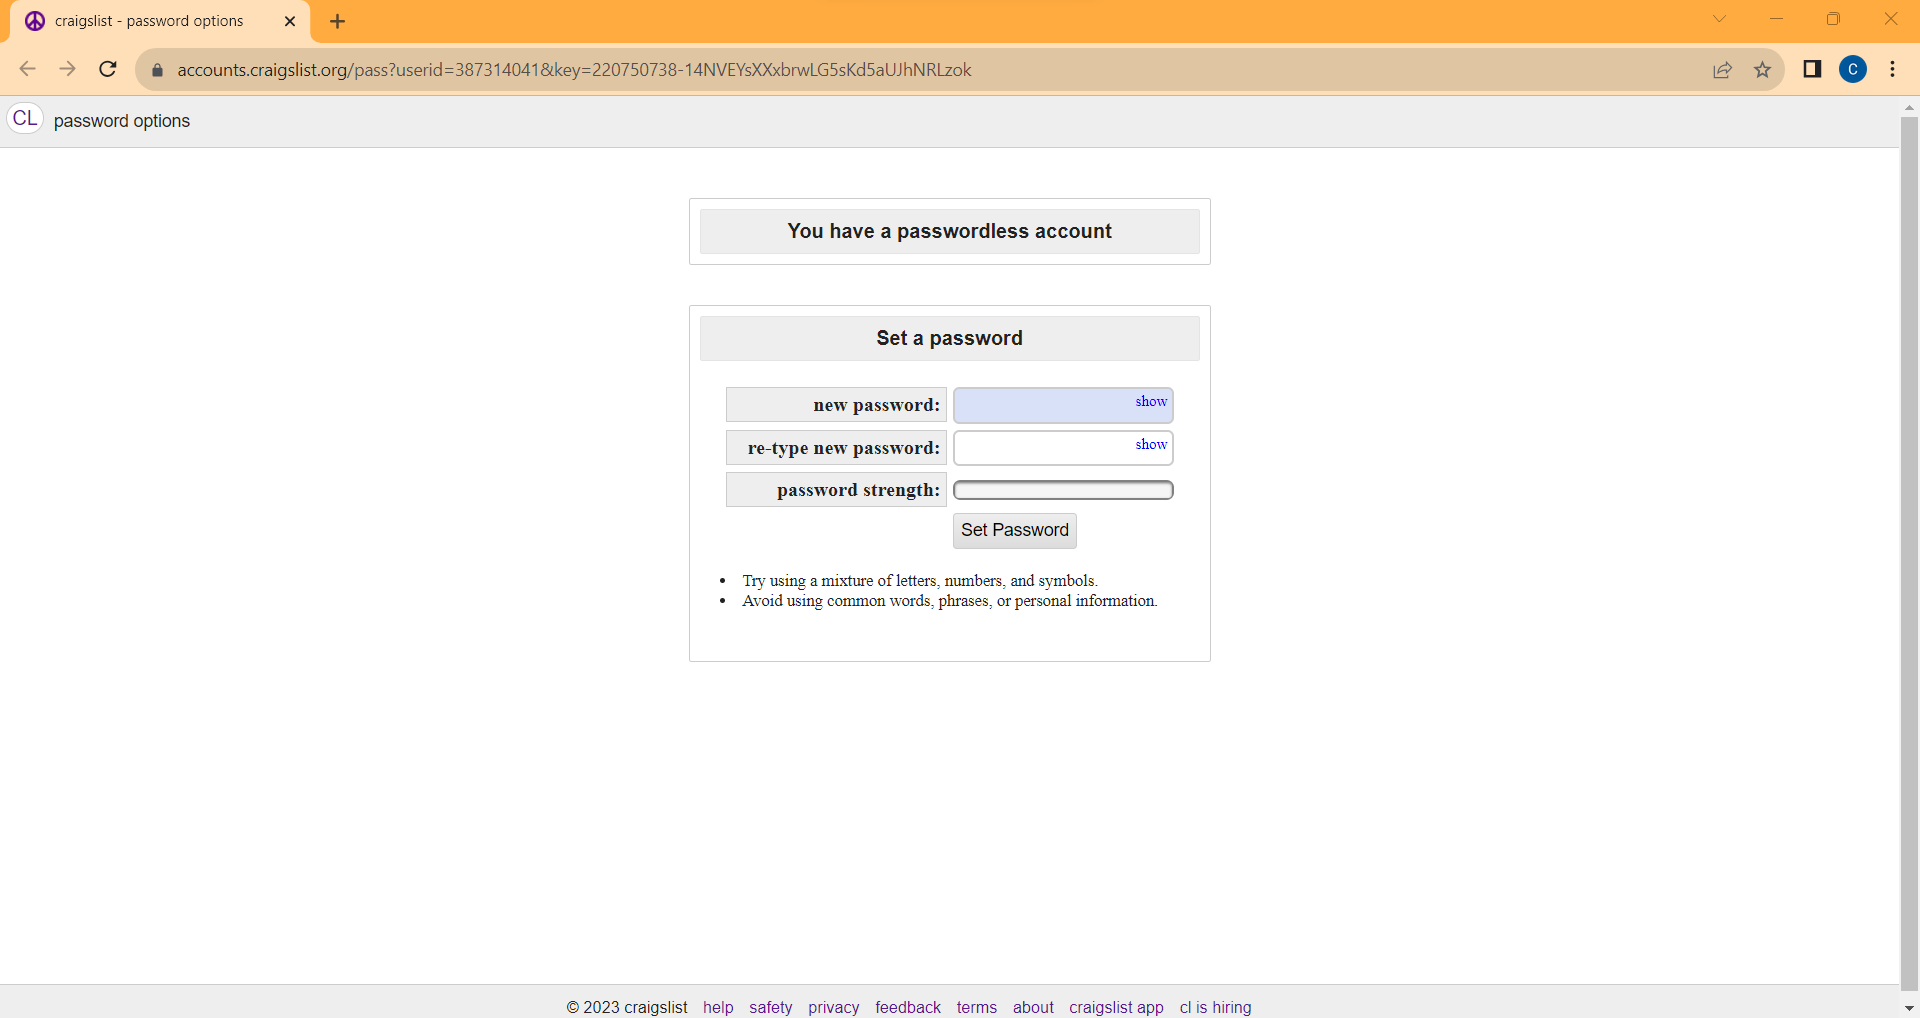 craigslist - password options
accounts.craigslist.org/pass?userid=387314041&key=220750738-14NVEYsXXxbrwLG5sKd5aUJhNRLzok
C
CL password options
You have a passwordless account
Set a password
new password: show
re-type new password: show
password strength:
Set Password
• Try using a mixture of letters, numbers, and symbols.
• Avoid using common words, phrases, or personal information.
© 2023 craigslist help safety privacy feedback terms about craigslist app cl is hiring